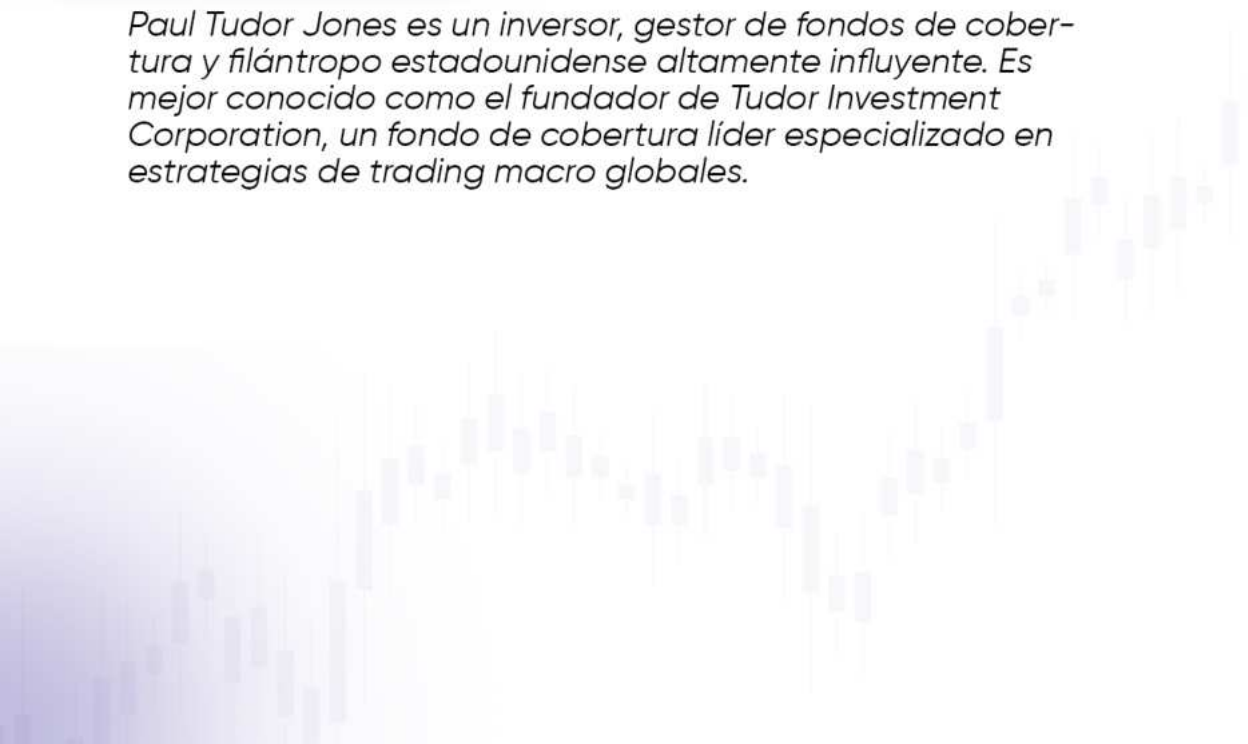 Paul Tudor Jones es un inversor, gestor de fondos de cober-
tura y filántropo estadounidense altamente influyente. Es
mejor conocido como el fundador de Tudor Investment
Corporation, un fondo de cobertura líder especializado en
estrategias de trading macro globales.